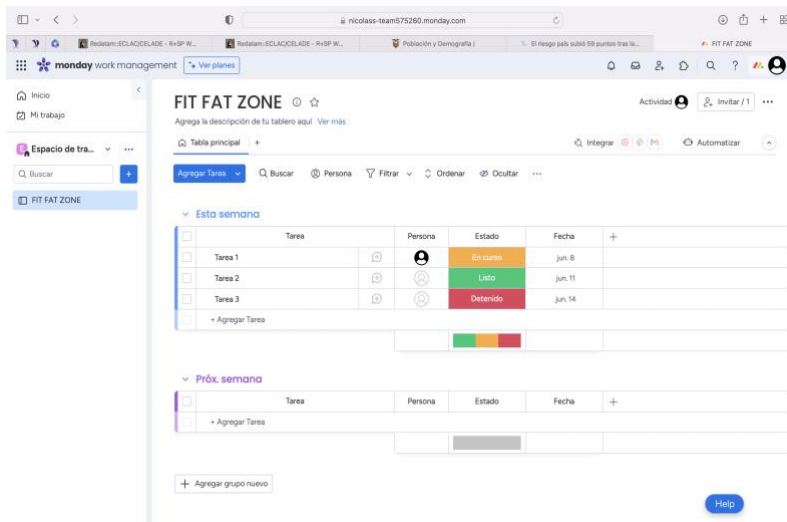 nicolass-team575260.monday.com
Redatam::ECLAC/CELADE - R+SP W...
Redatam::ECLAC/CELADE - R+SP W...
Población y Demografía |
El riesgo país subió 59 puntos tras la...
FIT FAT ZONE
monday work management
Ver planes
Inicio
Mi trabajo
Espacio de tra...
Buscar
FIT FAT ZONE
FIT FAT ZONE
Actividad
Invitar / 1
Agrega la descripción de tu tablero aquí Ver más
Tabla principal
Integrar
Automatizar
Agregar Tarea
Buscar
Persona
Filtrar
Ordenar
Ocultar
Esta semana
Tarea Persona Estado Fecha
Tarea 1 En curso jun. 8
Tarea 2 Listo jun. 11
Tarea 3 Detenido jun. 14
+ Agregar Tarea
Próx. semana
Tarea Persona Estado Fecha
+ Agregar Tarea
+ Agregar grupo nuevo
Help